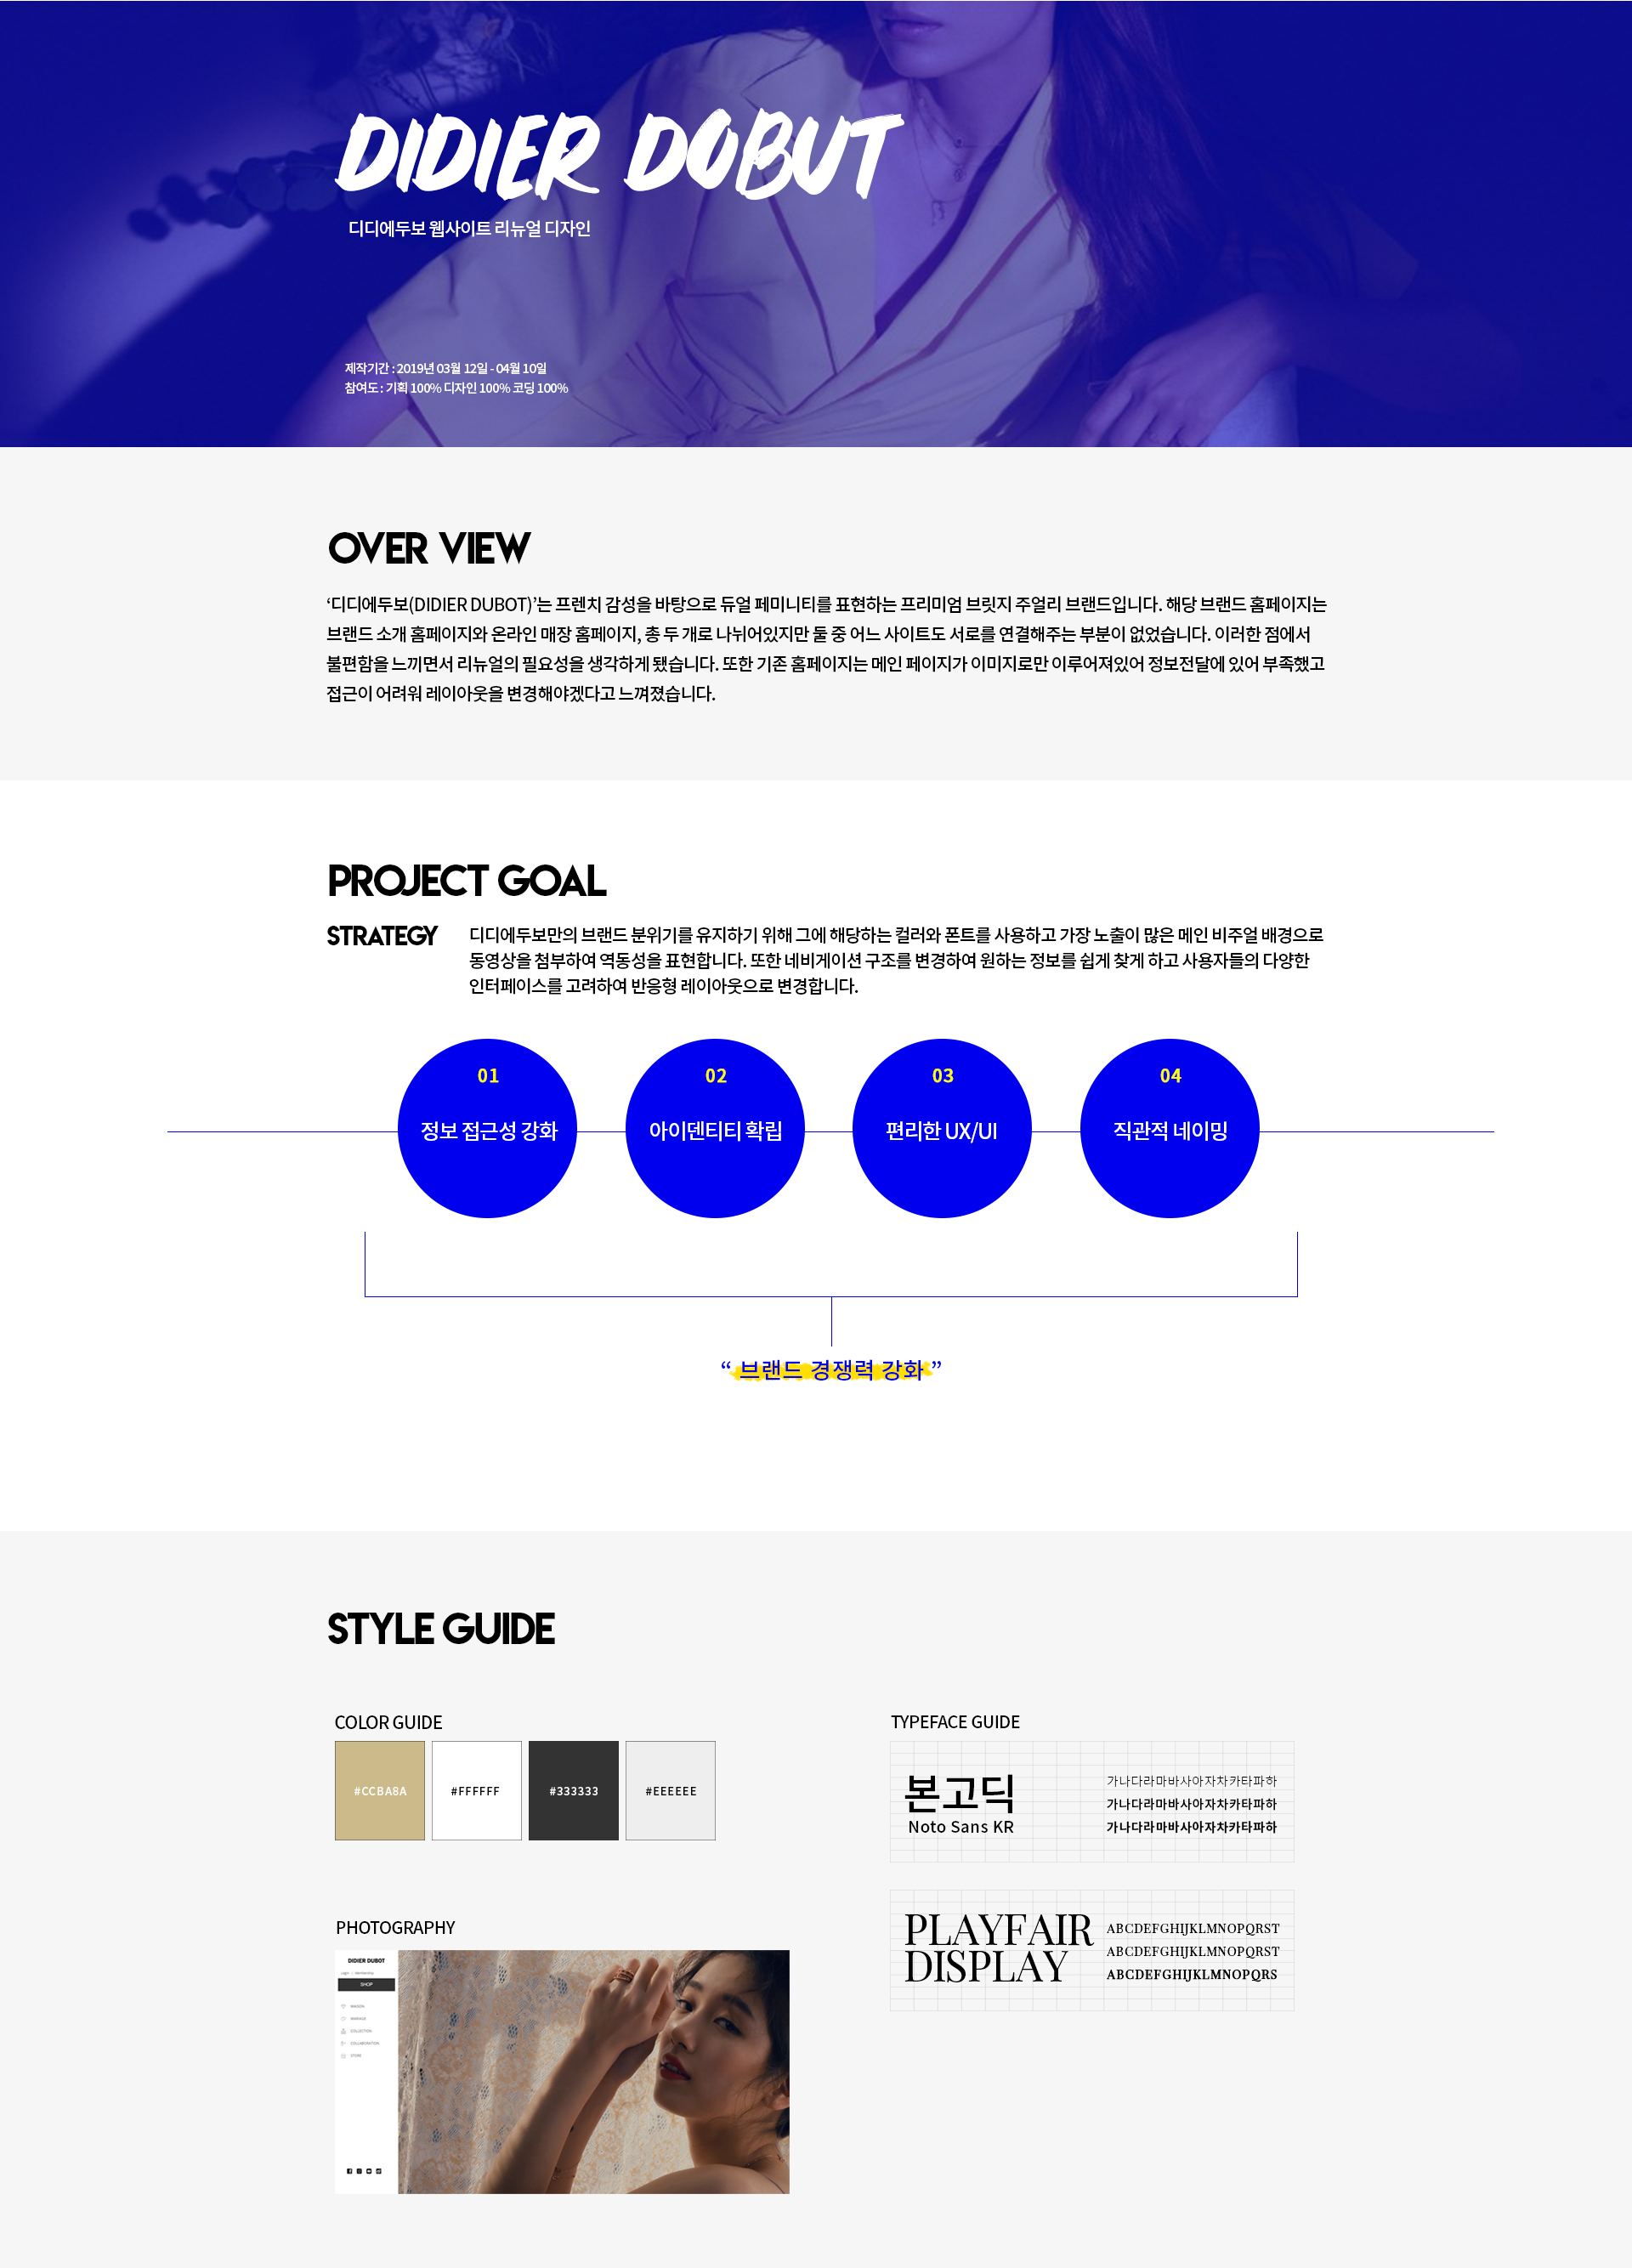 DIDIER DOBUT
디디에두보 웹사이트 리뉴얼 디자인
제작기간 : 2019년 03월 12일 - 04월 10일
참여도 : 기획 100% 디자인 100% 코딩 100%
OVER VIEW
‘디디에두보(DIDIER DUBOT)’는 프렌치 감성을 바탕으로 듀얼 페미니티를 표현하는 프리미엄 브릿지 주얼리 브랜드입니다. 해당 브랜드 홈페이지는
브랜드 소개 홈페이지와 온라인 매장 홈페이지, 총 두 개로 나뉘어있지만 둘 중 어느 사이트도 서로를 연결해주는 부분이 없었습니다. 이러한 점에서
불편함을 느끼면서 리뉴얼의 필요성을 생각하게 됐습니다. 또한 기존 홈페이지는 메인 페이지가 이미지로만 이루어져있어 정보전달에 있어 부족했고
접근이 어려워 레이아웃을 변경해야겠다고 느껴졌습니다.
PROJECT GOAL
STRATEGY
디디에두보만의 브랜드 분위기를 유지하기 위해 그에 해당하는 컬러와 폰트를 사용하고 가장 노출이 많은 메인 비주얼 배경으로
동영상을 첨부하여 역동성을 표현합니다. 또한 네비게이션 구조를 변경하여 원하는 정보를 쉽게 찾게 하고 사용자들의 다양한
인터페이스를 고려하여 반응형 레이아웃으로 변경합니다.
01
정보 접근성 강화
02
아이덴티티 확립
03
편리한 UX/UI
04
직관적 네이밍
“ 브랜드 경쟁력 강화 ”
STYLE GUIDE
COLOR GUIDE
#CCBA8A
#FFFFFF
#333333
#EEEEEE
TYPEFACE GUIDE
본고딕
Noto Sans KR
가나다라마바사아자차카타파하
가나다라마바사아자차카타파하
가나다라마바사아자차카타파하
PLAYFAIR
DISPLAY
ABCDEFGHIJKLMNOPQRST
ABCDEFGHIJKLMNOPQRST
ABCDEFGHIJKLMNOPQRS
PHOTOGRAPHY
DIDIER DUBOT
Login | Membership
SHOP
MAISON
MARIAGE
COLLECTION
COLLABORATION
STORE